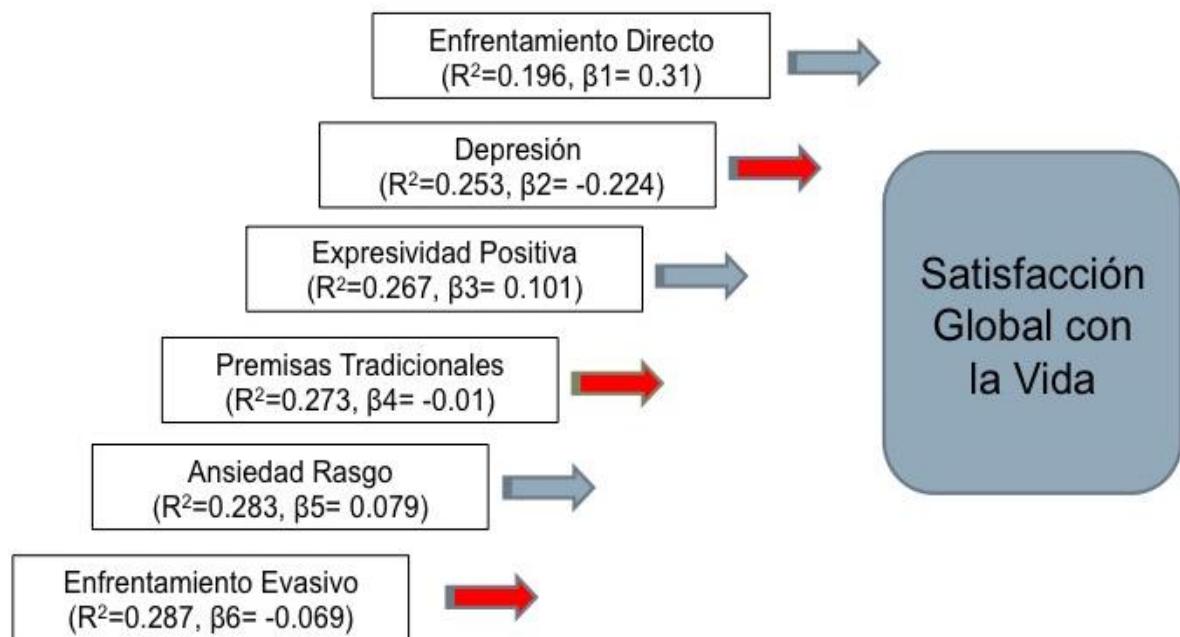 Enfrentamiento Directo
(R²=0.196, β1= 0.31)
Depresión
(R²=0.253, β2= -0.224)
Expresividad Positiva
(R²=0.267, β3= 0.101)
Premisas Tradicionales
(R²=0.273, β4= -0.01)
Ansiedad Rasgo
(R²=0.283, β5= 0.079)
Enfrentamiento Evasivo
(R²=0.287, β6= -0.069)
Satisfacción
Global con
la Vida